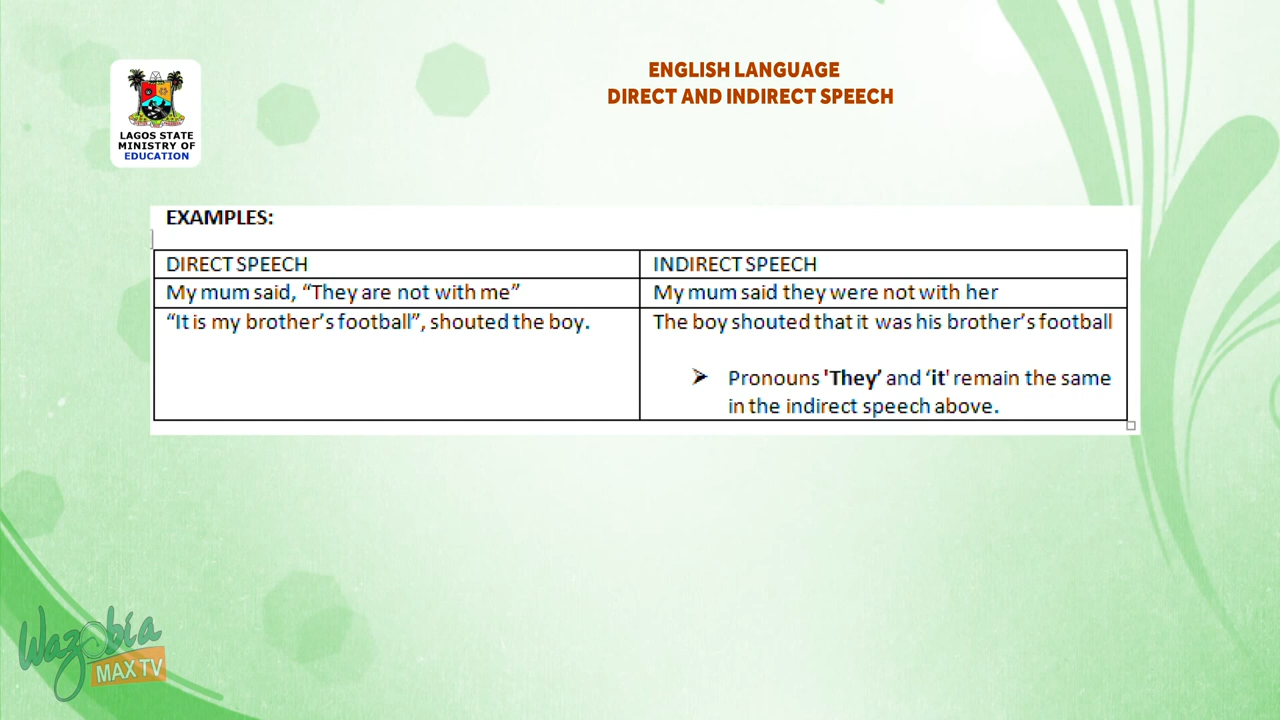 ENGLISH LANGUAGE
DIRECT AND INDIRECT SPEECH
LAGOS STATE
MINISTRY OF
EDUCATION
EXAMPLES:
DIRECT SPEECH
INDIRECT SPEECH
My mum said, “They are not with me”
My mum said they were not with her
“It is my brother’s football”, shouted the boy.
The boy shouted that it was his brother’s football
➢ Pronouns 'They’ and ‘it' remain the same
in the indirect speech above.
Wazobia
MAX TV